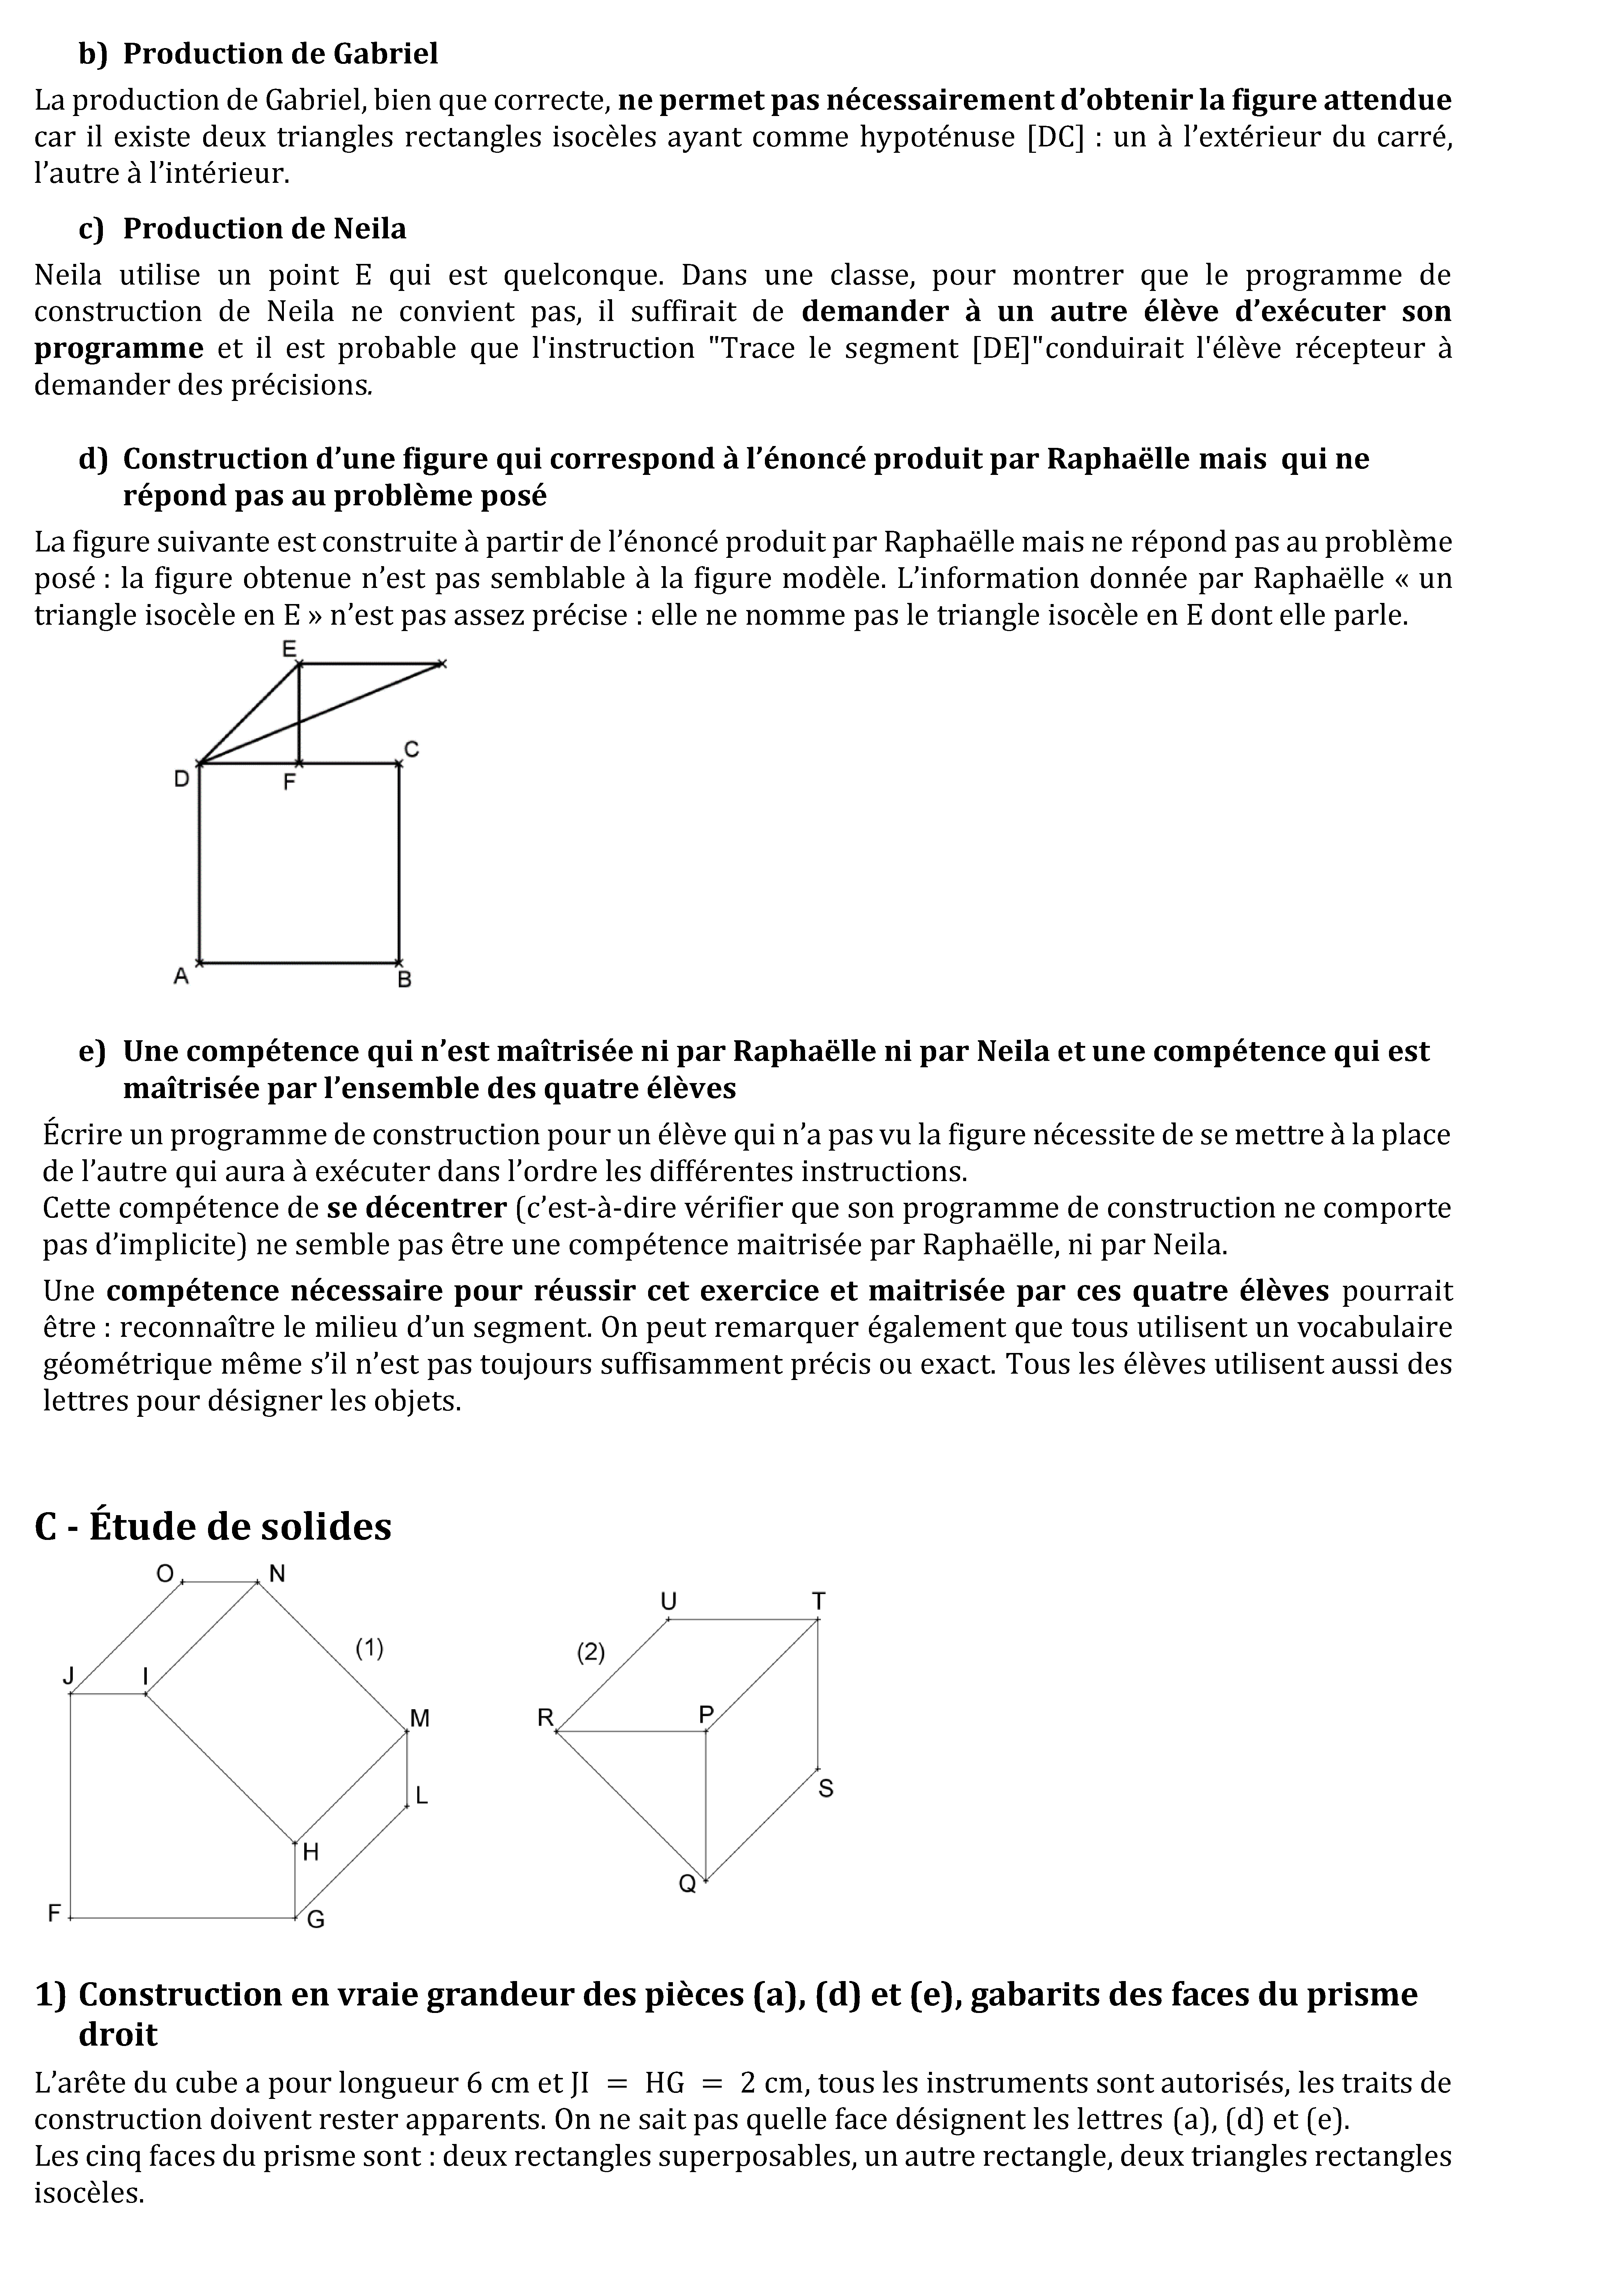 b) Production de Gabriel
La production de Gabriel, bien que correcte, ne permet pas nécessairement d’obtenir la figure attendue
car il existe deux triangles rectangles isocèles ayant comme hypoténuse [DC] : un à l’extérieur du carré,
l’autre à l’intérieur.
c) Production de Neila
Neila utilise un point E qui est quelconque. Dans une classe, pour montrer que le programme de
construction de Neila ne convient pas, il suffirait de demander à un autre élève d’exécuter son
programme et il est probable que l'instruction "Trace le segment [DE]"conduirait l'élève récepteur à
demander des précisions.
d) Construction d’une figure qui correspond à l’énoncé produit par Raphaëlle mais qui ne
répond pas au problème posé
La figure suivante est construite à partir de l’énoncé produit par Raphaëlle mais ne répond pas au problème
posé : la figure obtenue n’est pas semblable à la figure modèle. L’information donnée par Raphaëlle « un
triangle isocèle en E » n’est pas assez précise : elle ne nomme pas le triangle isocèle en E dont elle parle.
E
C
D
F
A
B
e) Une compétence qui n’est maîtrisée ni par Raphaëlle ni par Neila et une compétence qui est
maîtrisée par l’ensemble des quatre élèves
Écrire un programme de construction pour un élève qui n’a pas vu la figure nécessite de se mettre à la place
de l’autre qui aura à exécuter dans l’ordre les différentes instructions.
Cette compétence de se décentrer (c’est-à-dire vérifier que son programme de construction ne comporte
pas d’implicite) ne semble pas être une compétence maitrisée par Raphaëlle, ni par Neila.
Une compétence nécessaire pour réussir cet exercice et maitrisée par ces quatre élèves pourrait
être : reconnaître le milieu d’un segment. On peut remarquer également que tous utilisent un vocabulaire
géométrique même s’il n’est pas toujours suffisamment précis ou exact. Tous les élèves utilisent aussi des
lettres pour désigner les objets.
C - Étude de solides
O
N
(1)
J
I
M
L
H
F
G
U
T
(2)
R
P
S
Q
1) Construction en vraie grandeur des pièces (a), (d) et (e), gabarits des faces du prisme
droit
L’arête du cube a pour longueur 6 cm et JI = HG = 2 cm, tous les instruments sont autorisés, les traits de
construction doivent rester apparents. On ne sait pas quelle face désignent les lettres (a), (d) et (e).
Les cinq faces du prisme sont : deux rectangles superposables, un autre rectangle, deux triangles rectangles
isocèles.